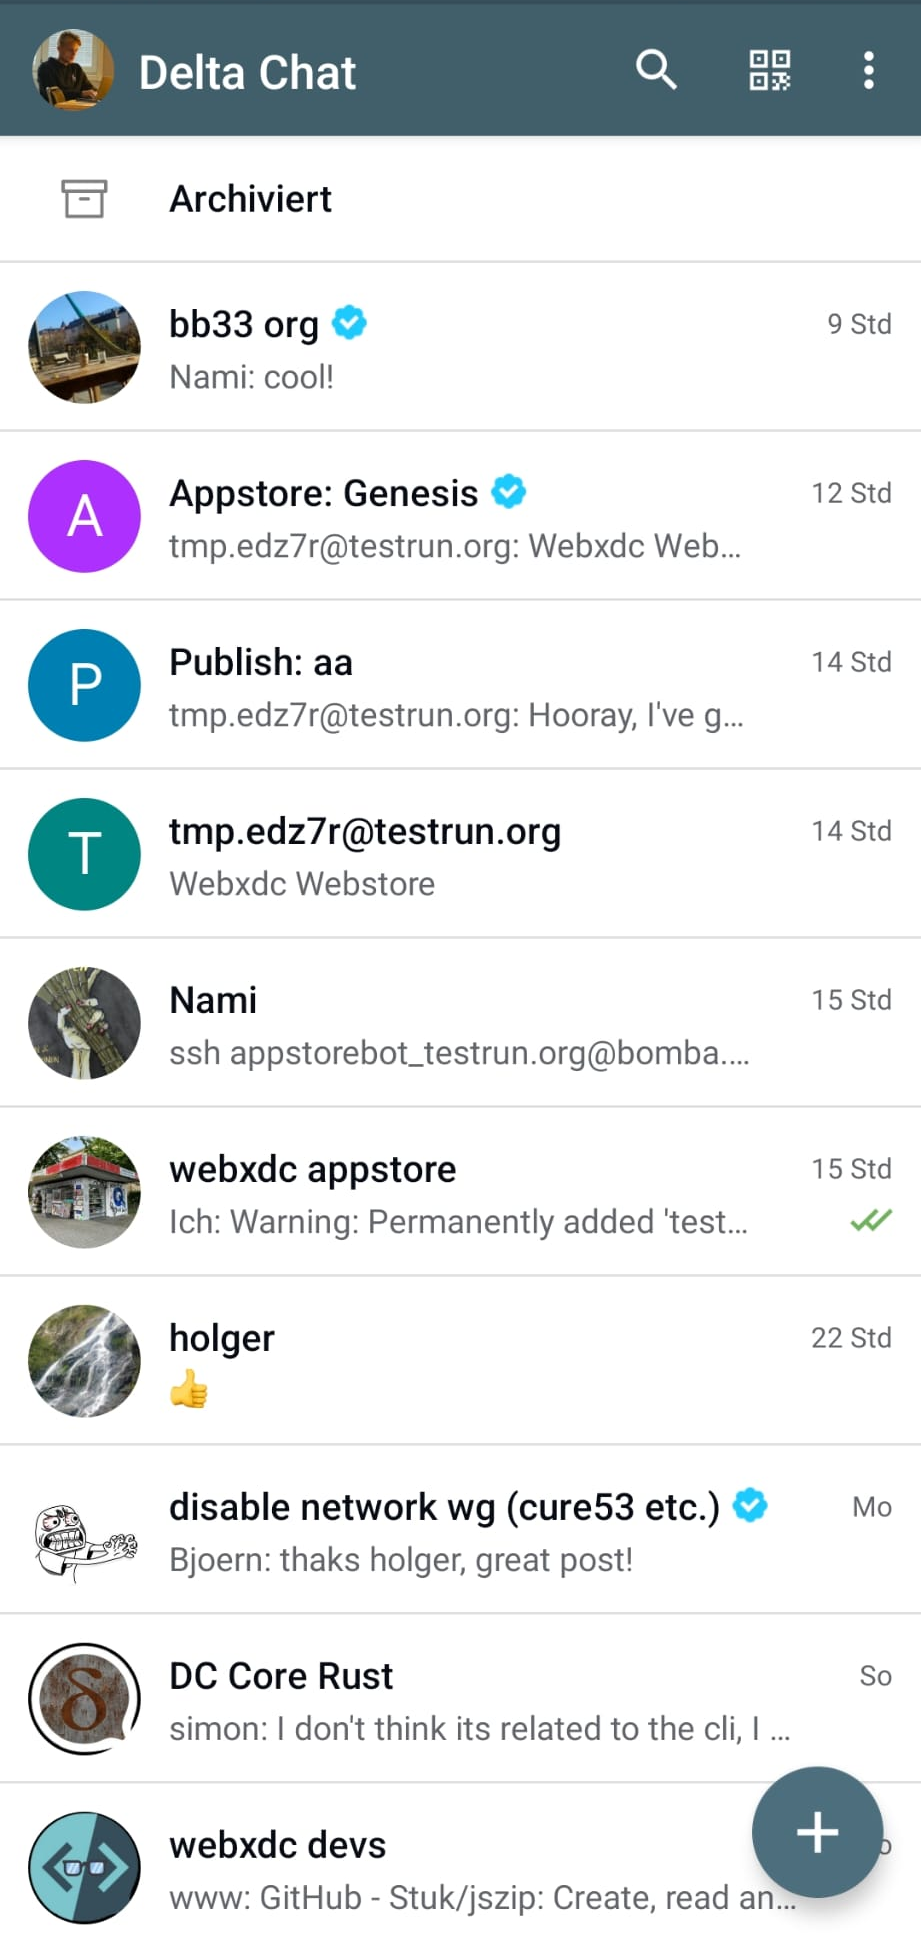 Delta Chat
Archiviert
bb33 org
9 Std
Nami: cool!
A
Appstore: Genesis
12 Std
tmp.edz7r@testrun.org: Webxdc Web...
P
Publish: aa
14 Std
tmp.edz7r@testrun.org: Hooray, I've g...
T
tmp.edz7r@testrun.org
14 Std
Webxdc Webstore
Nami
15 Std
ssh appstorebot_testrun.org@bomba....
webxdc appstore
15 Std
Ich: Warning: Permanently added 'test...
holger
22 Std
👍
disable network wg (cure53 etc.)
Mo
Bjoern: thaks holger, great post!
DC Core Rust
So
simon: I don't think its related to the cli, I ...
webxdc devs
www: GitHub - Stuk/jszip: Create, read an...